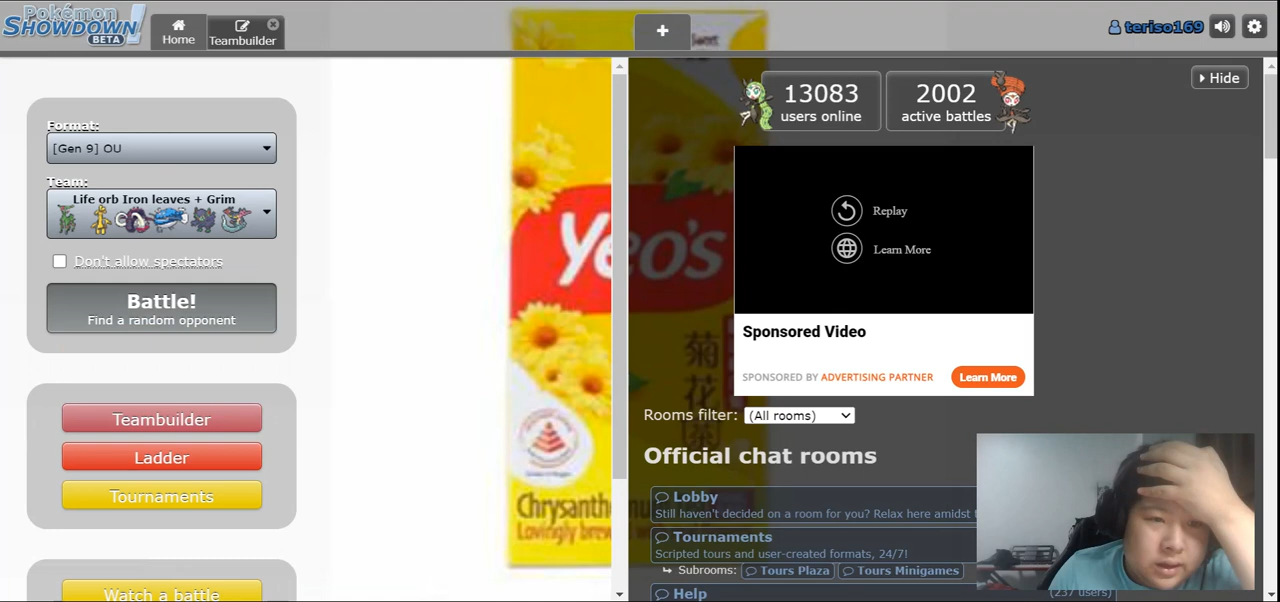 Pokémon
SHOWDOWN!
BETA
Home
Teambuilder
+
teriso169
13083
users online
2002
active battles
Hide
Format:
[Gen 9] OU
Team:
Life orb Iron leaves + Grim
Don't allow spectators
Battle!
Find a random opponent
Teambuilder
Ladder
Tournaments
Watch a battle
Yeo's
菊
花
Chrysanthemu
Lovingly brew
Replay
Learn More
Sponsored Video
SPONSORED BY ADVERTISING PARTNER
Learn More
Rooms filter: (All rooms)
Official chat rooms
Lobby
Still haven't decided on a room for you? Relax here amidst t
Tournaments
Scripted tours and user-created formats, 24/7!
Subrooms: Tours Plaza Tours Minigames
Help
(237 users)